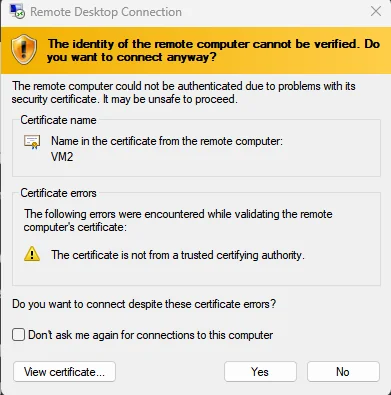 Remote Desktop Connection
The identity of the remote computer cannot be verified. Do
you want to connect anyway?
The remote computer could not be authenticated due to problems with its
security certificate. It may be unsafe to proceed.
Certificate name
Name in the certificate from the remote computer:
VM2
Certificate errors
The following errors were encountered while validating the remote
computer's certificate:
The certificate is not from a trusted certifying authority.
Do you want to connect despite these certificate errors?
Don't ask me again for connections to this computer
View certificate...
Yes
No